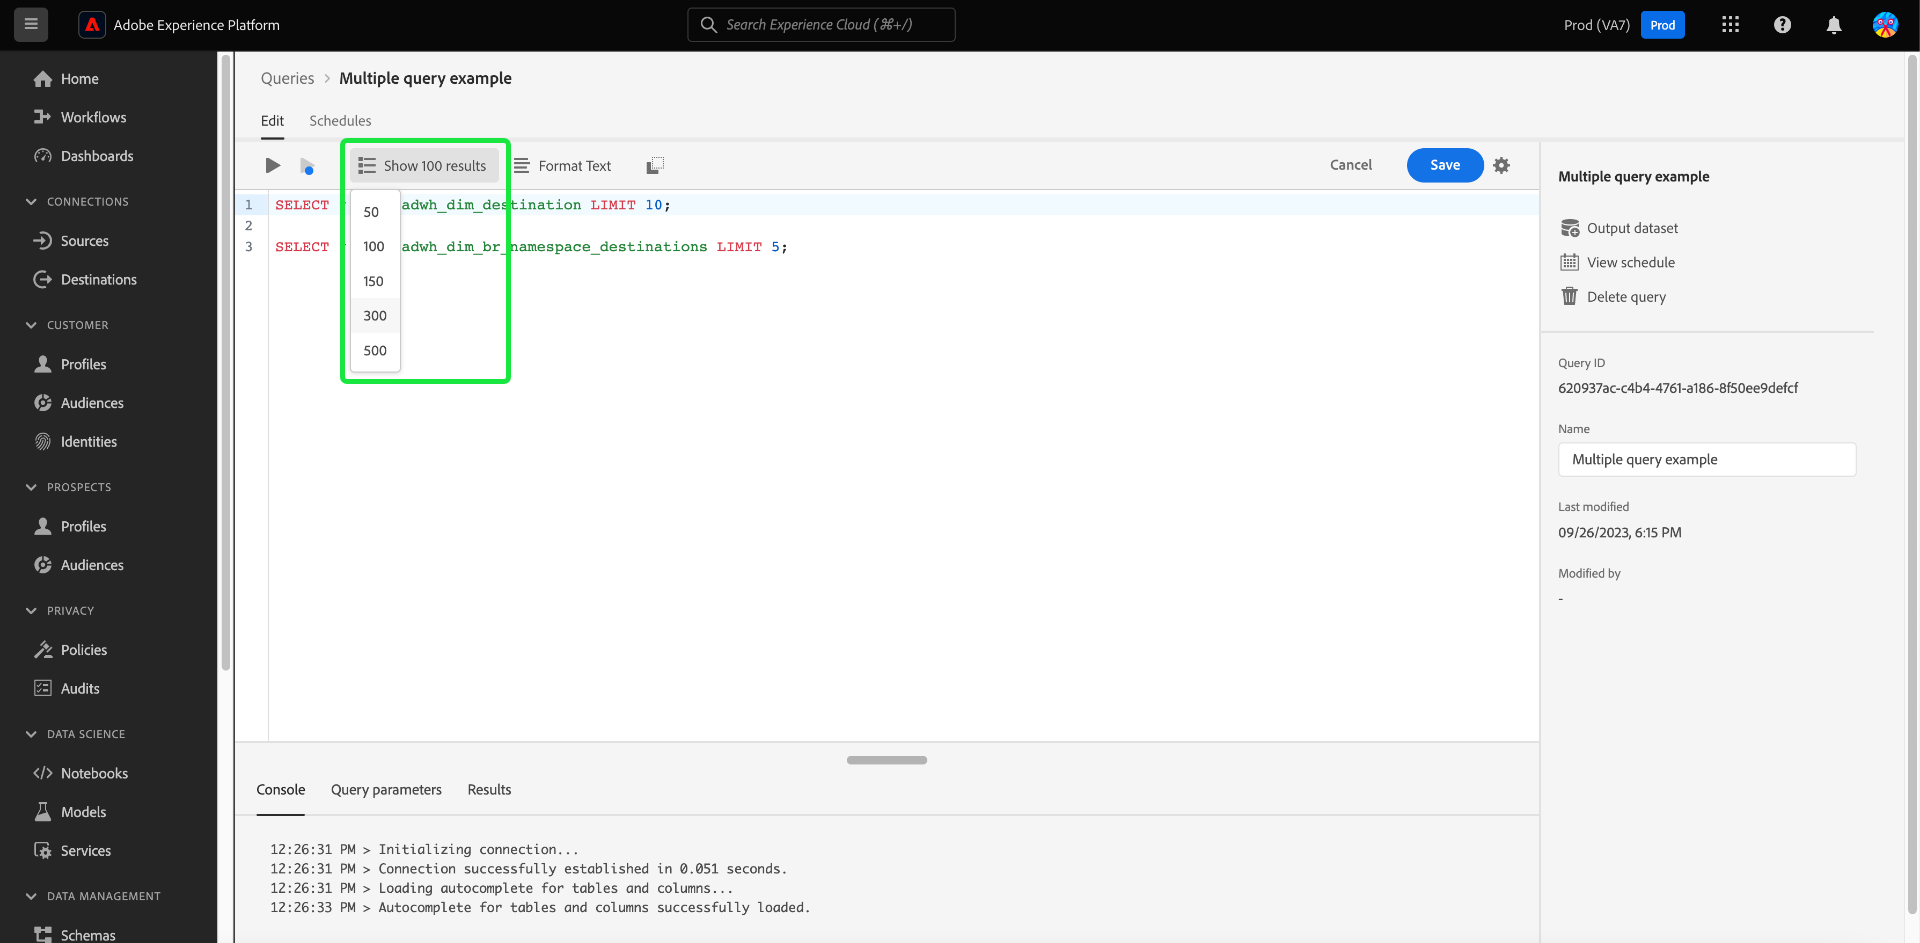 Adobe Experience Platform
Search Experience Cloud (⌘+/)
Prod (VA7)
Prod
Home
Workflows
Dashboards
CONNECTIONS
Sources
Destinations
CUSTOMER
Profiles
Audiences
Identities
PROSPECTS
Profiles
Audiences
PRIVACY
Policies
Audits
DATA SCIENCE
Notebooks
Models
Services
DATA MANAGEMENT
Schemas
Queries > Multiple query example
Edit
Schedules
Show 100 results
Format Text
Cancel
Save
50
100
150
300
500
1 SELECT adwh_dim_destination LIMIT 10;
2
3 SELECT adwh_dim_br_namespace_destinations LIMIT 5;
Console
Query parameters
Results
12:26:31 PM > Initializing connection...
12:26:31 PM > Connection successfully established in 0.051 seconds.
12:26:31 PM > Loading autocomplete for tables and columns...
12:26:33 PM > Autocomplete for tables and columns successfully loaded.
Multiple query example
Output dataset
View schedule
Delete query
Query ID
620937ac-c4b4-4761-a186-8f50ee9defcf
Name
Multiple query example
Last modified
09/26/2023, 6:15 PM
Modified by
-